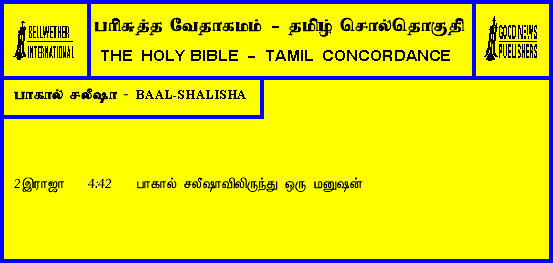 BELLWETHER
INTERNATIONAL
பரிசுத்த வேதாகமம் - தமிழ் சொல்தொகுதி
THE HOLY BIBLE - TAMIL CONCORDANCE
GOOD NEWS
PUBLISHERS
பாகால் சலீஷா - BAAL-SHALISHA
2இராஜா 4:42 பாகால் சலீஷாவிலிருந்து ஒரு மனுஷன்